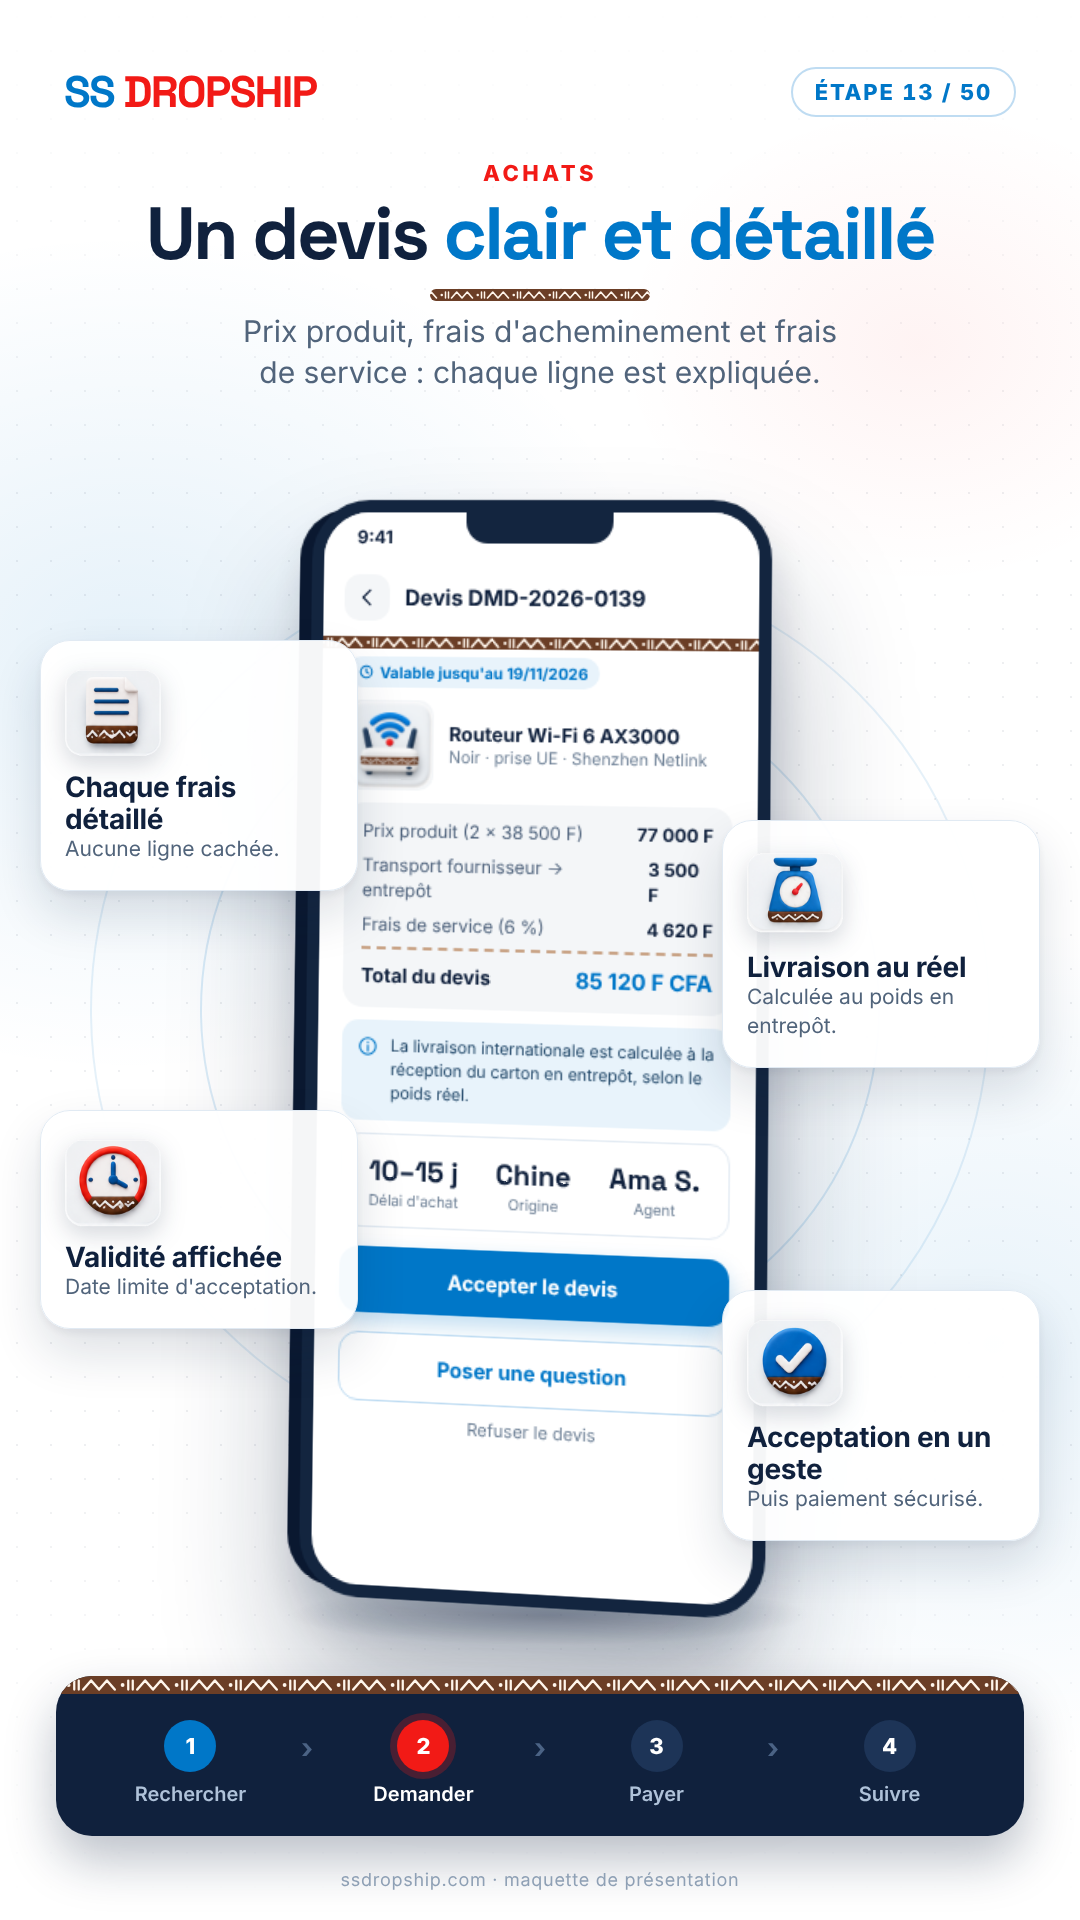 SS DROPSHIP
ÉTAPE 13 / 50
ACHATS
Un devis clair et détaillé
Prix produit, frais d'acheminement et frais
de service : chaque ligne est expliquée.
9:41
Devis DMD-2026-0139
Valable jusqu'au 19/11/2026
Routeur Wi-Fi 6 AX3000
Noir · prise UE · Shenzhen Netlink
Prix produit (2 × 38 500 F) 77 000 F
Transport fournisseur → 3 500
entrepôt F
Frais de service (6 %) 4 620 F
Total du devis 85 120 F CFA
La livraison internationale est calculée à la
réception du carton en entrepôt, selon le
poids réel.
10–15 j Chine Ama S.
Délai d'achat Origine Agent
Accepter le devis
Poser une question
Refuser le devis
Chaque frais
détaillé
Aucune ligne cachée.
Livraison au réel
Calculée au poids en
entrepôt.
Validité affichée
Date limite d'acceptation.
Acceptation en un
geste
Puis paiement sécurisé.
1 › 2 › 3 › 4
Rechercher Demander Payer Suivre
ssdropship.com · maquette de présentation